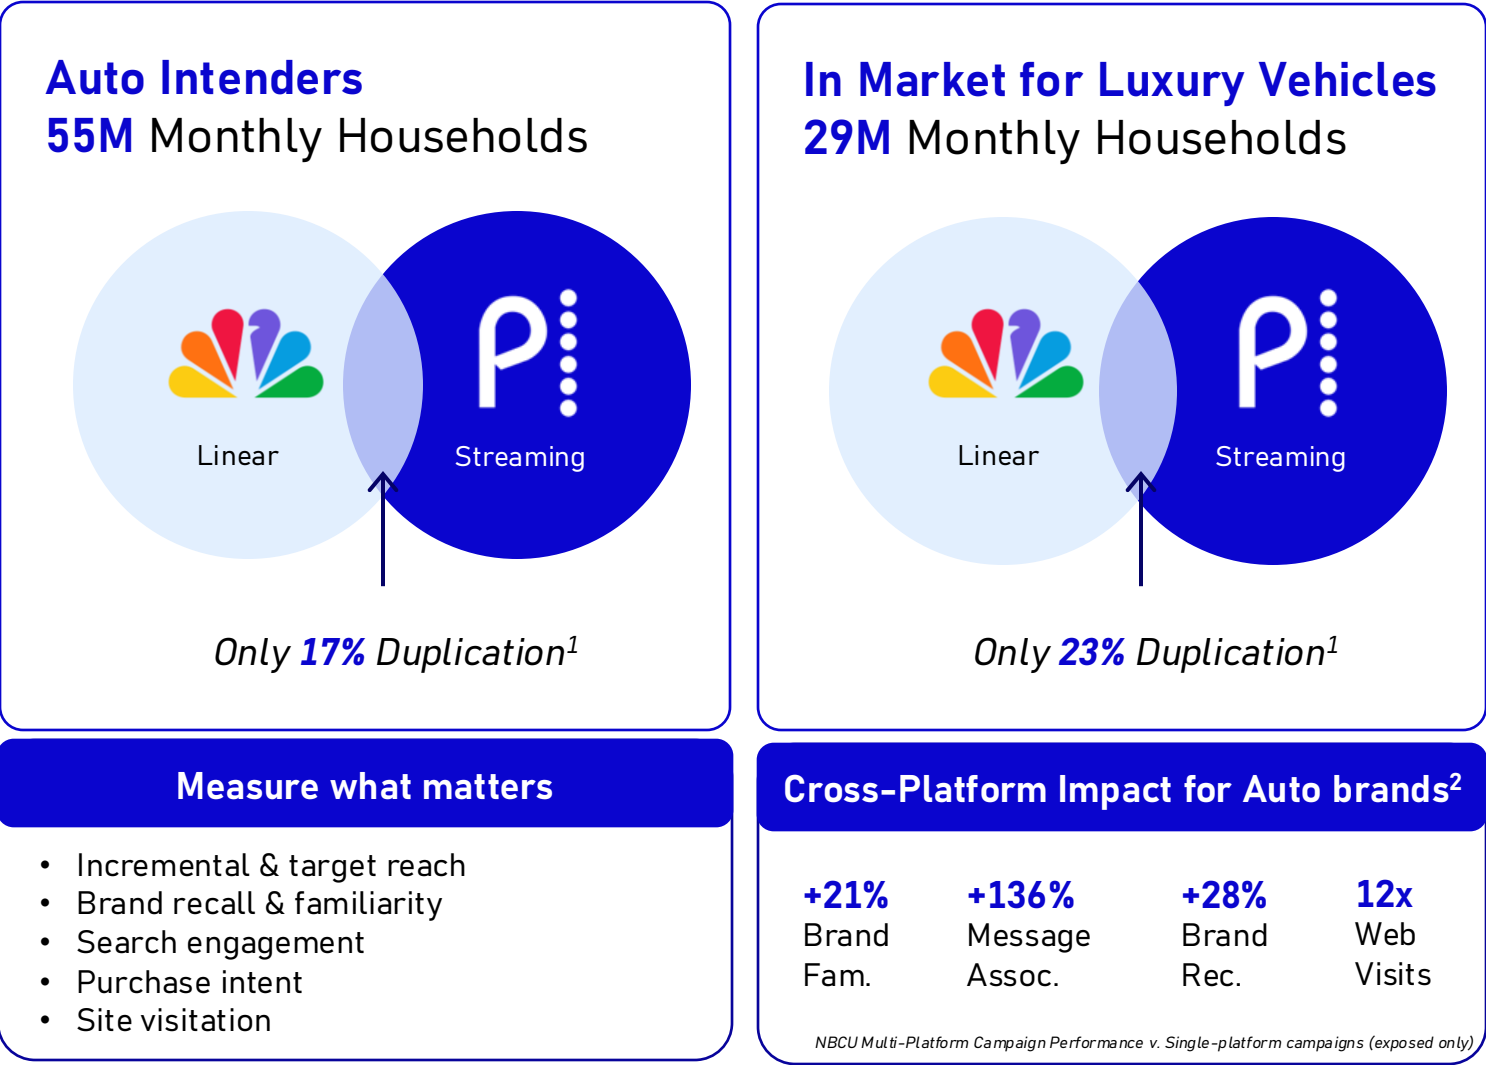 Auto Intenders
55M Monthly Households
Linear
Streaming
Only 17% Duplication¹
In Market for Luxury Vehicles
29M Monthly Households
Linear
Streaming
Only 23% Duplication¹
Measure what matters
• Incremental & target reach
• Brand recall & familiarity
• Search engagement
• Purchase intent
• Site visitation
Cross-Platform Impact for Auto brands²
+21%
Brand
Fam.
+136%
Message
Assoc.
+28%
Brand
Rec.
12x
Web
Visits
NBCU Multi-Platform Campaign Performance v. Single-platform campaigns (exposed only)